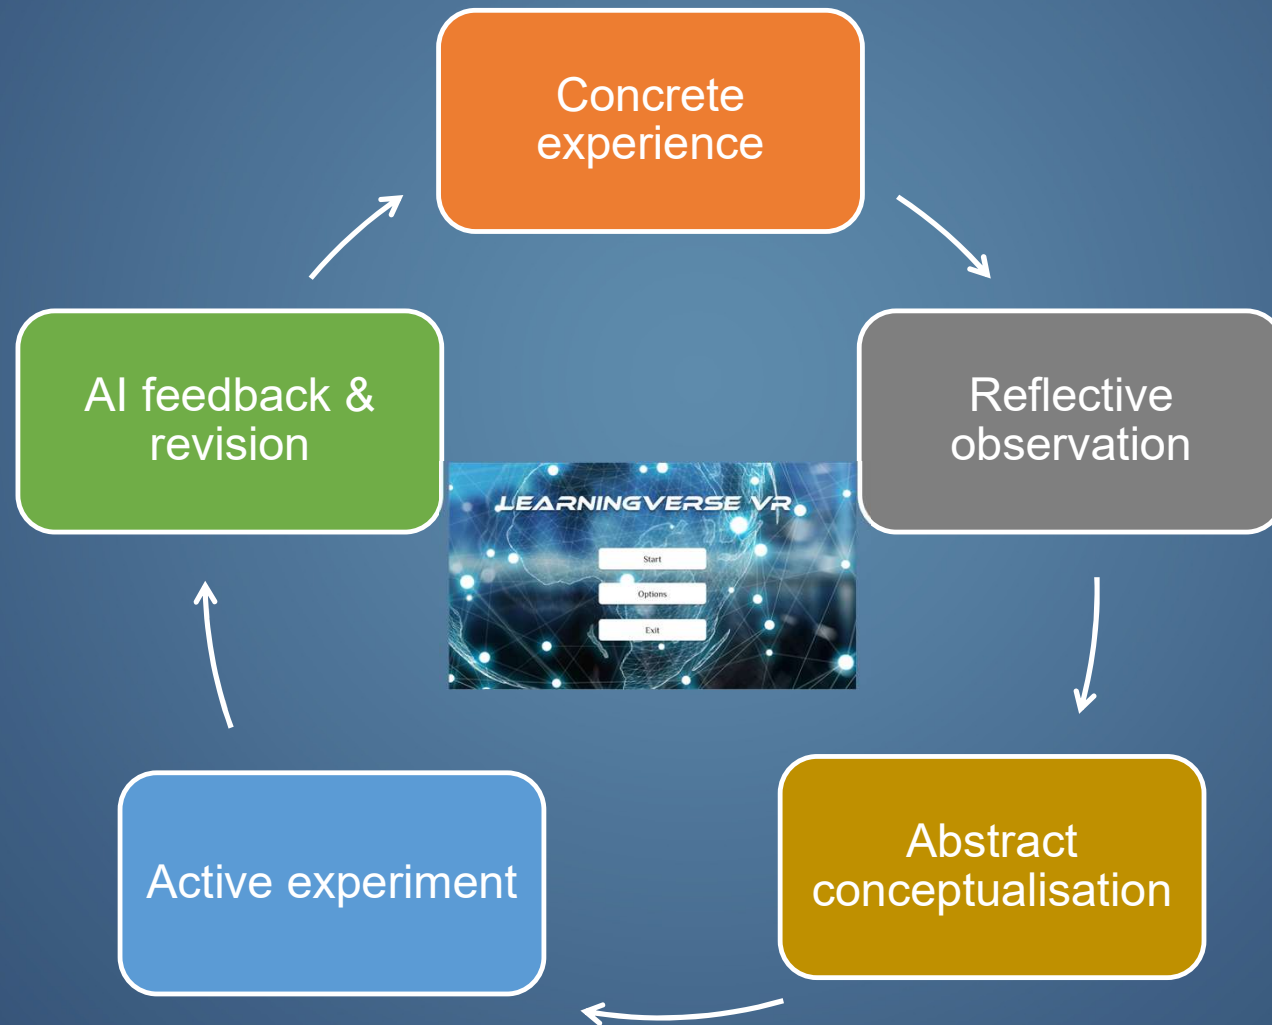 Concrete
experience
Reflective
observation
Abstract
conceptualisation
Active experiment
AI feedback &
revision
LEARNINGVERSE VR
Start
Options
Exit